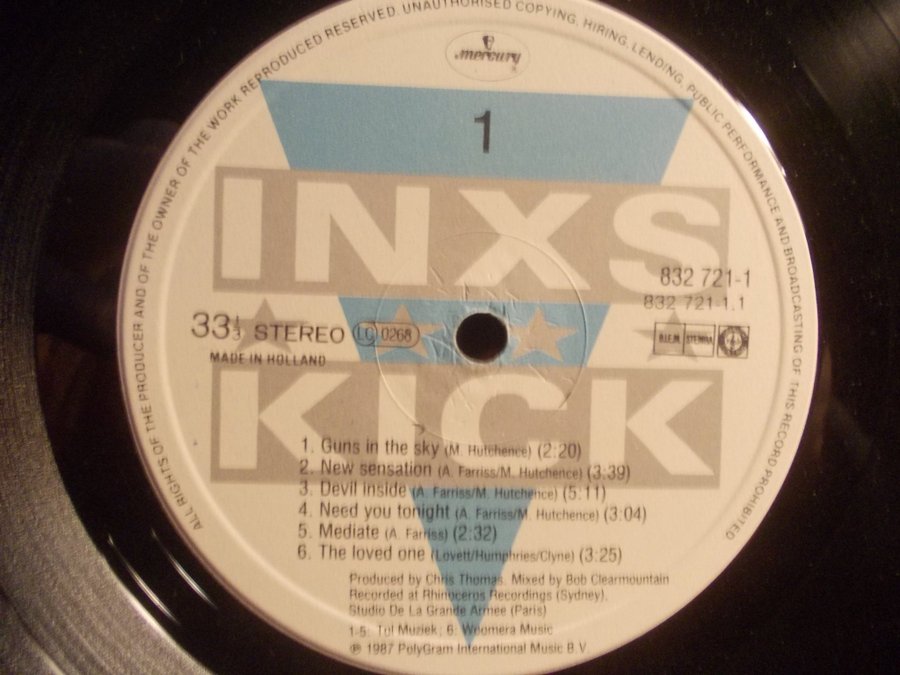 ALL RIGHTS OF THE PRODUCER AND OF THE OWNER OF THE WORK REPRODUCED RESERVED. UNAUTHORISED COPYING, HIRING, LENDING, PUBLIC PERFORMANCE AND BROADCASTING OF THIS RECORD PROHIBITED
mercury
1
INXS
832 721-1
832 721-1.1
33⅓ STEREO LC 0268
B.I.E.M. STEMRA
MADE IN HOLLAND
KICK
1. Guns in the sky (M. Hutchence) (2:20)
2. New sensation (A. Farriss/M. Hutchence) (3:39)
3. Devil inside (A. Farriss/M. Hutchence) (5:11)
4. Need you tonight (A. Farriss/M. Hutchence) (3:04)
5. Mediate (A. Farriss) (2:32)
6. The loved one (Lovett/Humphries/Clyne) (3:25)
Produced by Chris Thomas. Mixed by Bob Clearmountain
Recorded at Rhinoceros Recordings (Sydney),
Studio De La Grande Armee (Paris)
1-5: Tol Muziek; 6: Woomera Music
℗ 1987 PolyGram International Music B.V.